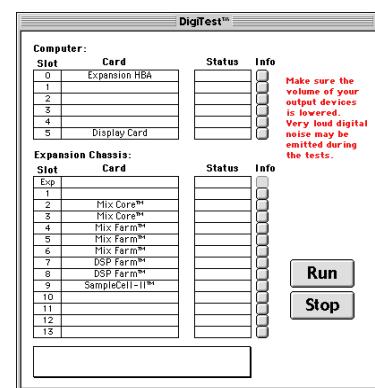 DigiTest™
Computer:
Slot Card Status Info
0 Expansion HBA
1
2
3
4
5 Display Card
Make sure the
volume of your
output devices
is lowered.
Very loud digital
noise may be
emitted during
the tests.
Expansion Chassis:
Slot Card Status Info
Exp
1
2 Mix Core™
3 Mix Core™
4 Mix Farm™
5 Mix Farm™
6 Mix Farm™
7 DSP Farm™
8 DSP Farm™
9 SampleCell-II™
10
11
12
13
Run
Stop